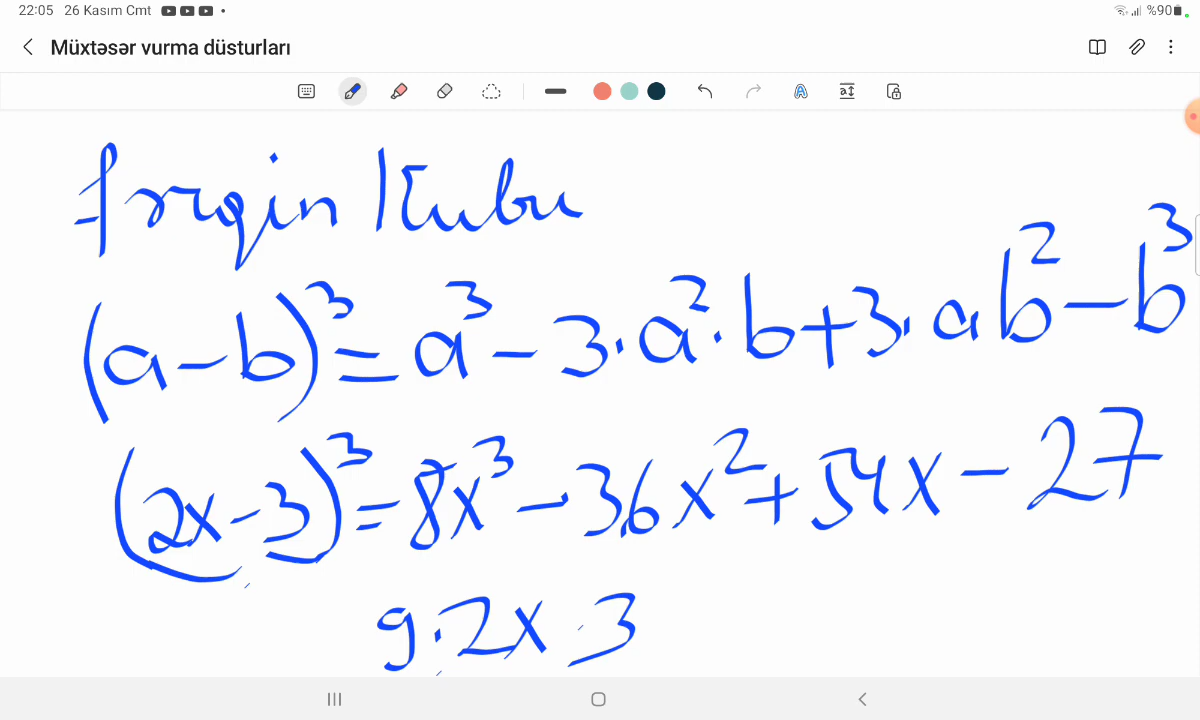 22:05 26 Kasım Cmt
%90
Müxtəsər vurma düsturları
Fərqin Kubu
(a-b)³=a³-3·a²·b+3·ab²-b³
(2x-3)³=8x³-36x²+54x-27
9·2x·3